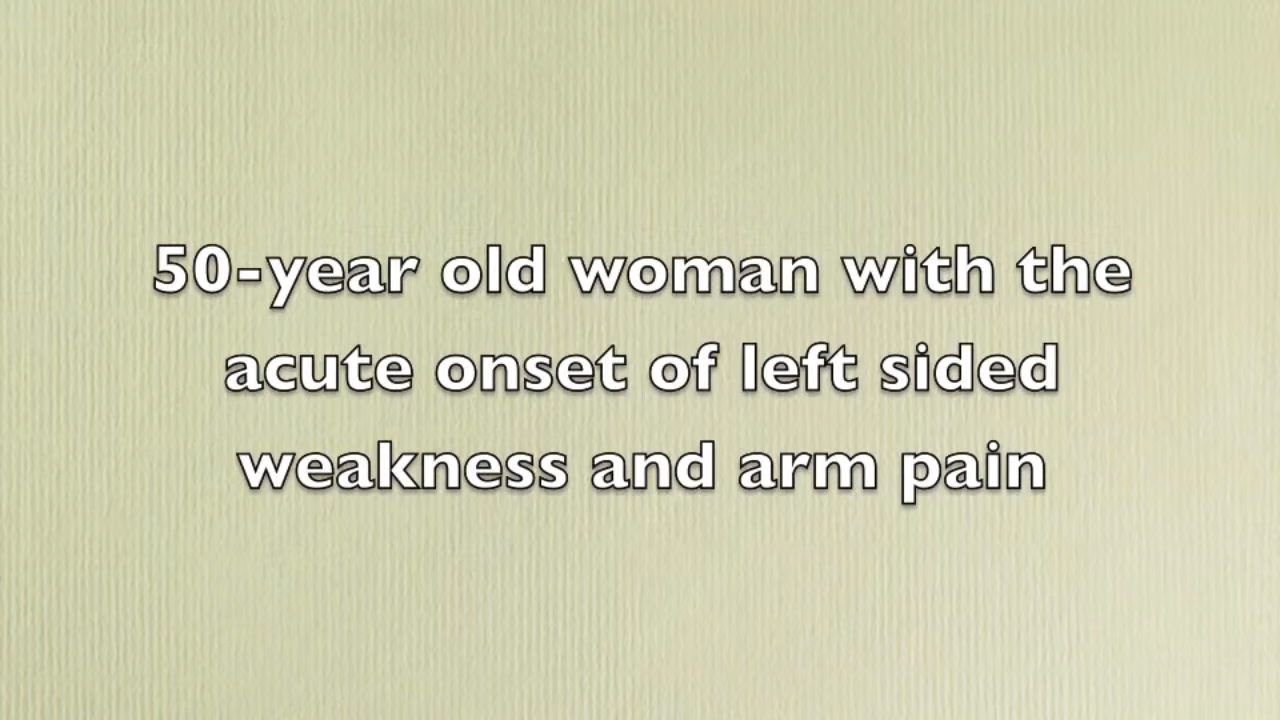 50-year old woman with the
acute onset of left sided
weakness and arm pain